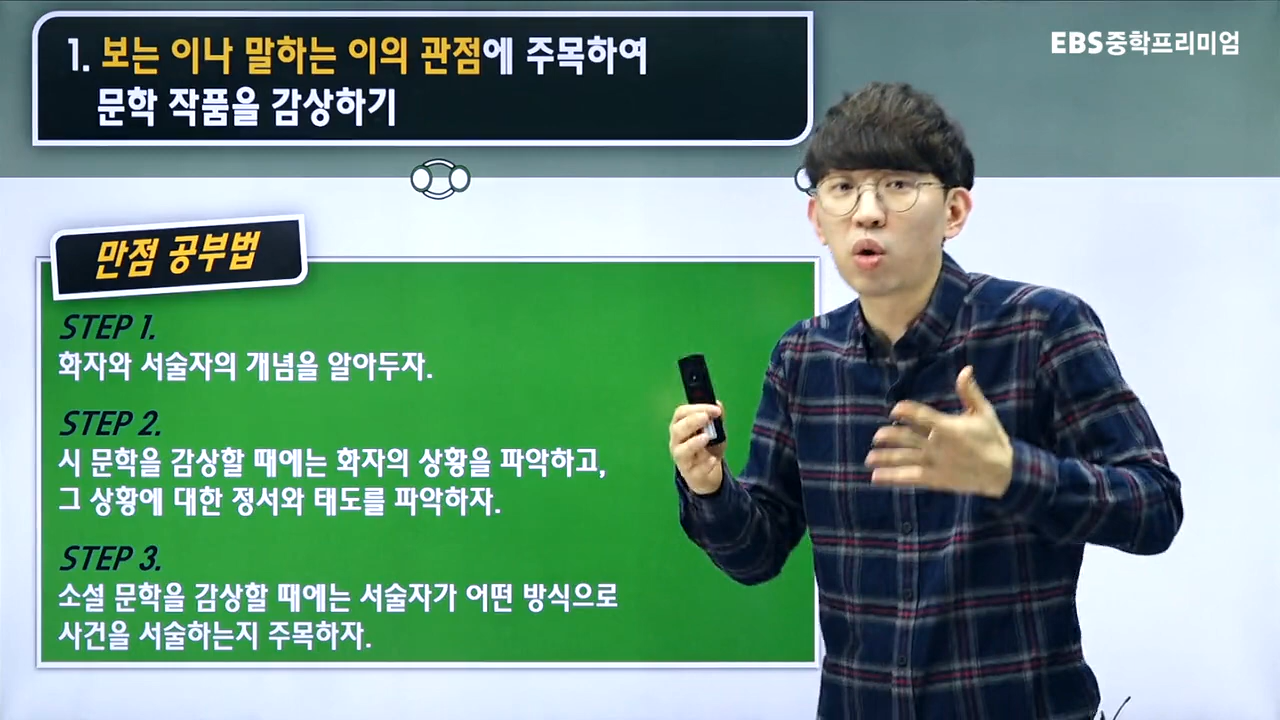 1. 보는 이나 말하는 이의 관점에 주목하여
문학 작품을 감상하기
EBS중학프리미엄
만점 공부법
STEP 1.
화자와 서술자의 개념을 알아두자.
STEP 2.
시 문학을 감상할 때에는 화자의 상황을 파악하고,
그 상황에 대한 정서와 태도를 파악하자.
STEP 3.
소설 문학을 감상할 때에는 서술자가 어떤 방식으로
사건을 서술하는지 주목하자.